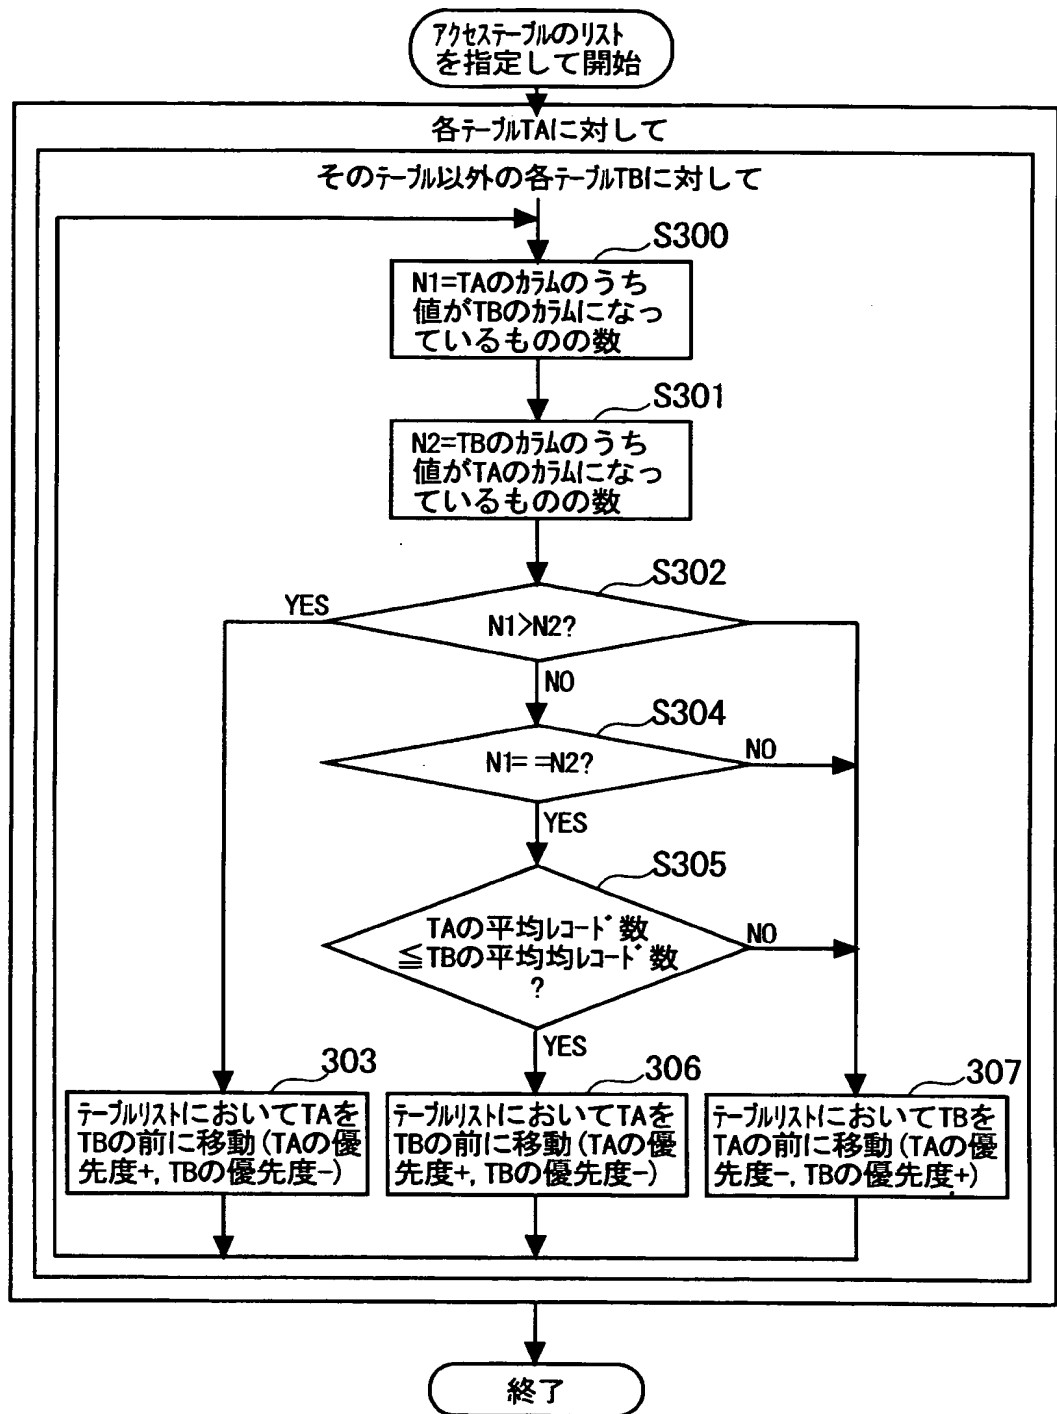 アクセステーブルのリスト
を指定して開始
各テーブルTAに対して
そのテーブル以外の各テーブルTBに対して
S300
N1=TAのカラムのうち
値がTBのカラムになっ
ているものの数
S301
N2=TBのカラムのうち
値がTAのカラムになっ
ているものの数
S302
YES
N1>N2?
NO
S304
N1= =N2?
NO
YES
S305
TAの平均レコード数
≦TBの平均均レコード数
?
NO
YES
303
テーブルリストにおいてTAを
TBの前に移動(TAの優
先度+, TBの優先度-)
306
テーブルリストにおいてTAを
TBの前に移動(TAの優
先度+, TBの優先度-)
307
テーブルリストにおいてTBを
TAの前に移動(TAの優
先度-, TBの優先度+)
終了